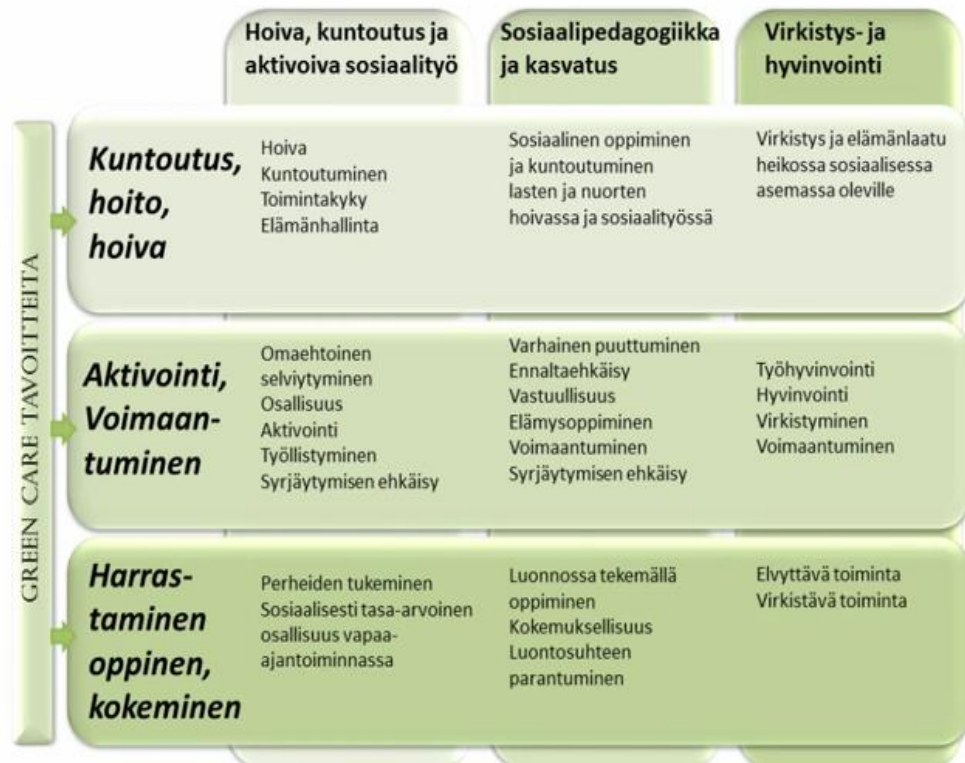 Hoiva, kuntoutus ja
aktivoiva sosiaalityö
Sosiaalipedagogiikka
ja kasvatus
Virkistys- ja
hyvinvointi
GREEN CARE TAVOITTEITA
Kuntoutus,
hoito,
hoiva
Hoiva
Kuntoutuminen
Toimintakyky
Elämänhallinta
Sosiaalinen oppiminen
ja kuntoutuminen
lasten ja nuorten
hoivassa ja sosiaalityössä
Virkistys ja elämänlaatu
heikossa sosiaalisessa
asemassa oleville
Aktivointi,
Voimaan-
tuminen
Omaehtoinen
selviytyminen
Osallisuus
Aktivointi
Työllistyminen
Syrjäytymisen ehkäisy
Varhainen puuttuminen
Ennaltaehkäisy
Vastuullisuus
Elämysoppiminen
Voimaantuminen
Syrjäytymisen ehkäisy
Työhyvinvointi
Hyvinvointi
Virkistyminen
Voimaantuminen
Harras-
taminen
oppinen,
kokeminen
Perheiden tukeminen
Sosiaalisesti tasa-arvoinen
osallisuus vapaa-
ajantoiminnassa
Luonnossa tekemällä
oppiminen
Kokemuksellisuus
Luontosuhteen
parantuminen
Elvyttävä toiminta
Virkistävä toiminta